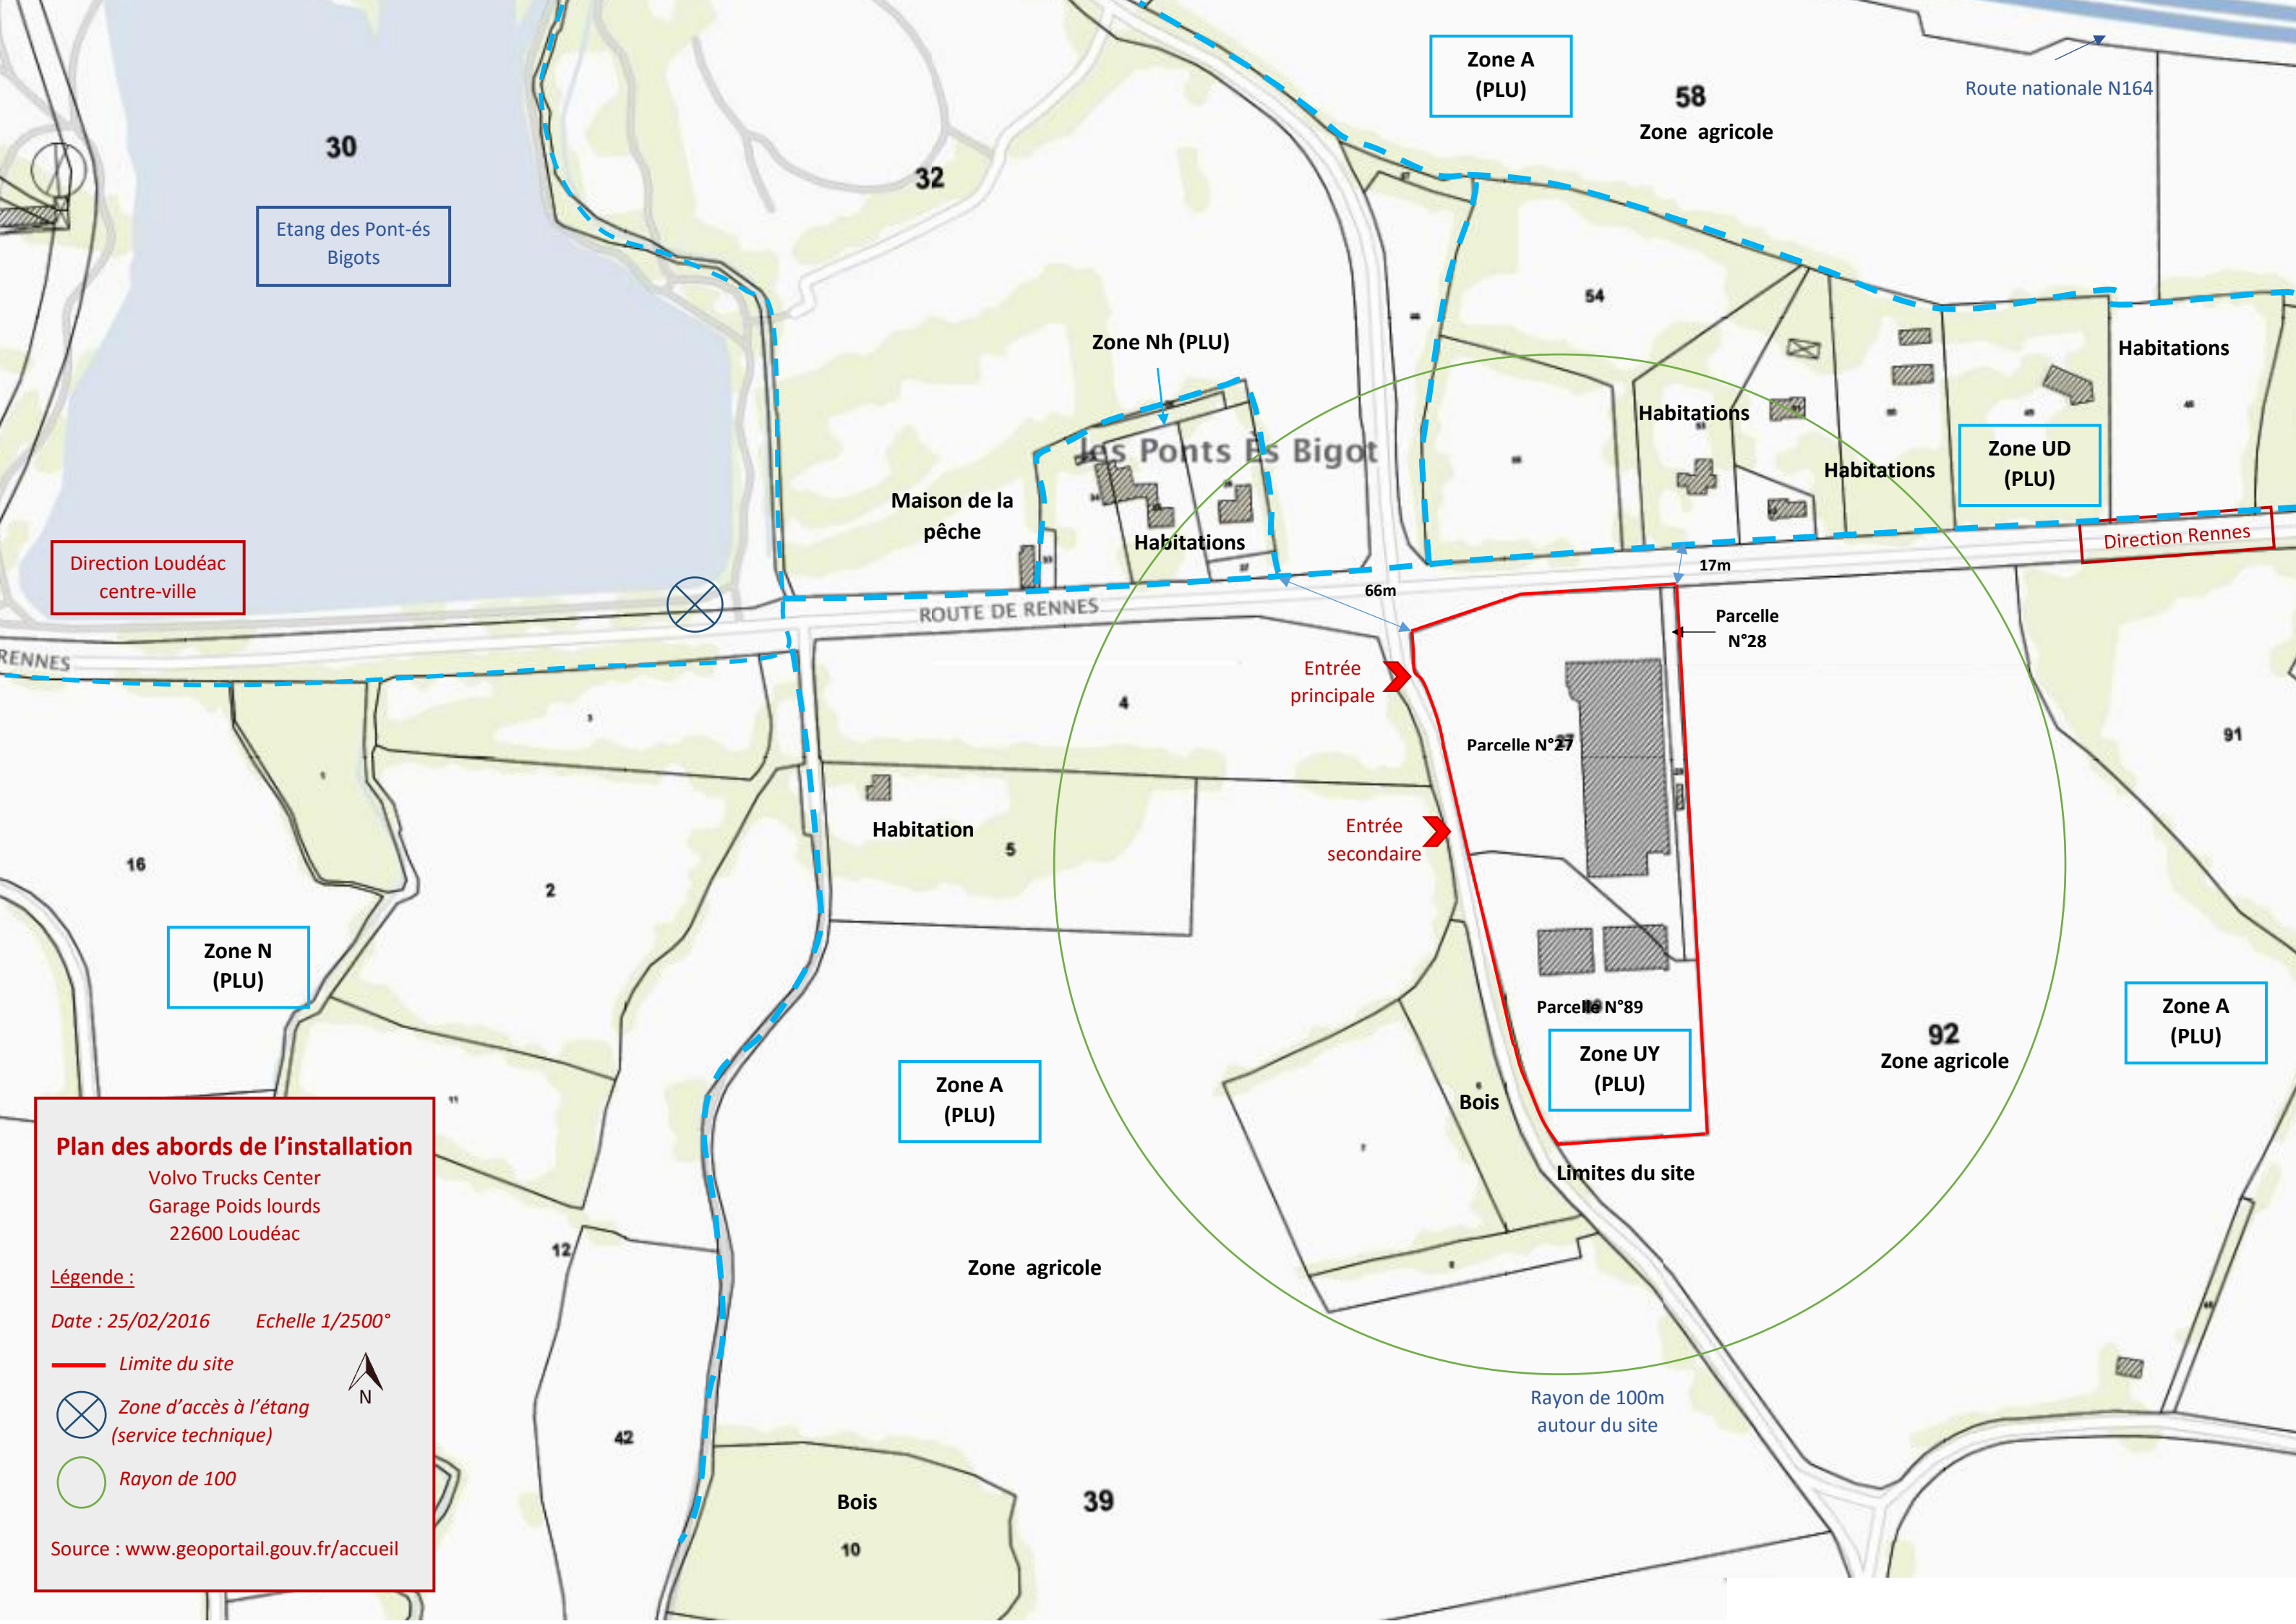 Zone A
(PLU)
58
Zone agricole
Route nationale N164
30
32
Etang des Pont-és
Bigots
54
Zone Nh (PLU)
Habitations
Habitations
Habitations
Zone UD
(PLU)
les Ponts Ès Bigot
Maison de la
pêche
Habitations
Direction Rennes
Direction Loudéac
centre-ville
17m
66m
ROUTE DE RENNES
RENNES
Parcelle
N°28
Entrée
principale
4
3
Parcelle N°27
91
1
Entrée
secondaire
Habitation
5
16
2
Zone N
(PLU)
Parcelle N°89
Zone UY
(PLU)
92
Zone agricole
Zone A
(PLU)
Zone A
(PLU)
Bois
11
7
Limites du site
12
Zone agricole
Rayon de 100m
autour du site
42
Bois
39
10
Plan des abords de l'installation
Volvo Trucks Center
Garage Poids lourds
22600 Loudéac
Légende :
Date : 25/02/2016 Echelle 1/2500°
Limite du site
N
Zone d'accès à l'étang
(service technique)
Rayon de 100
Source : www.geoportail.gouv.fr/accueil